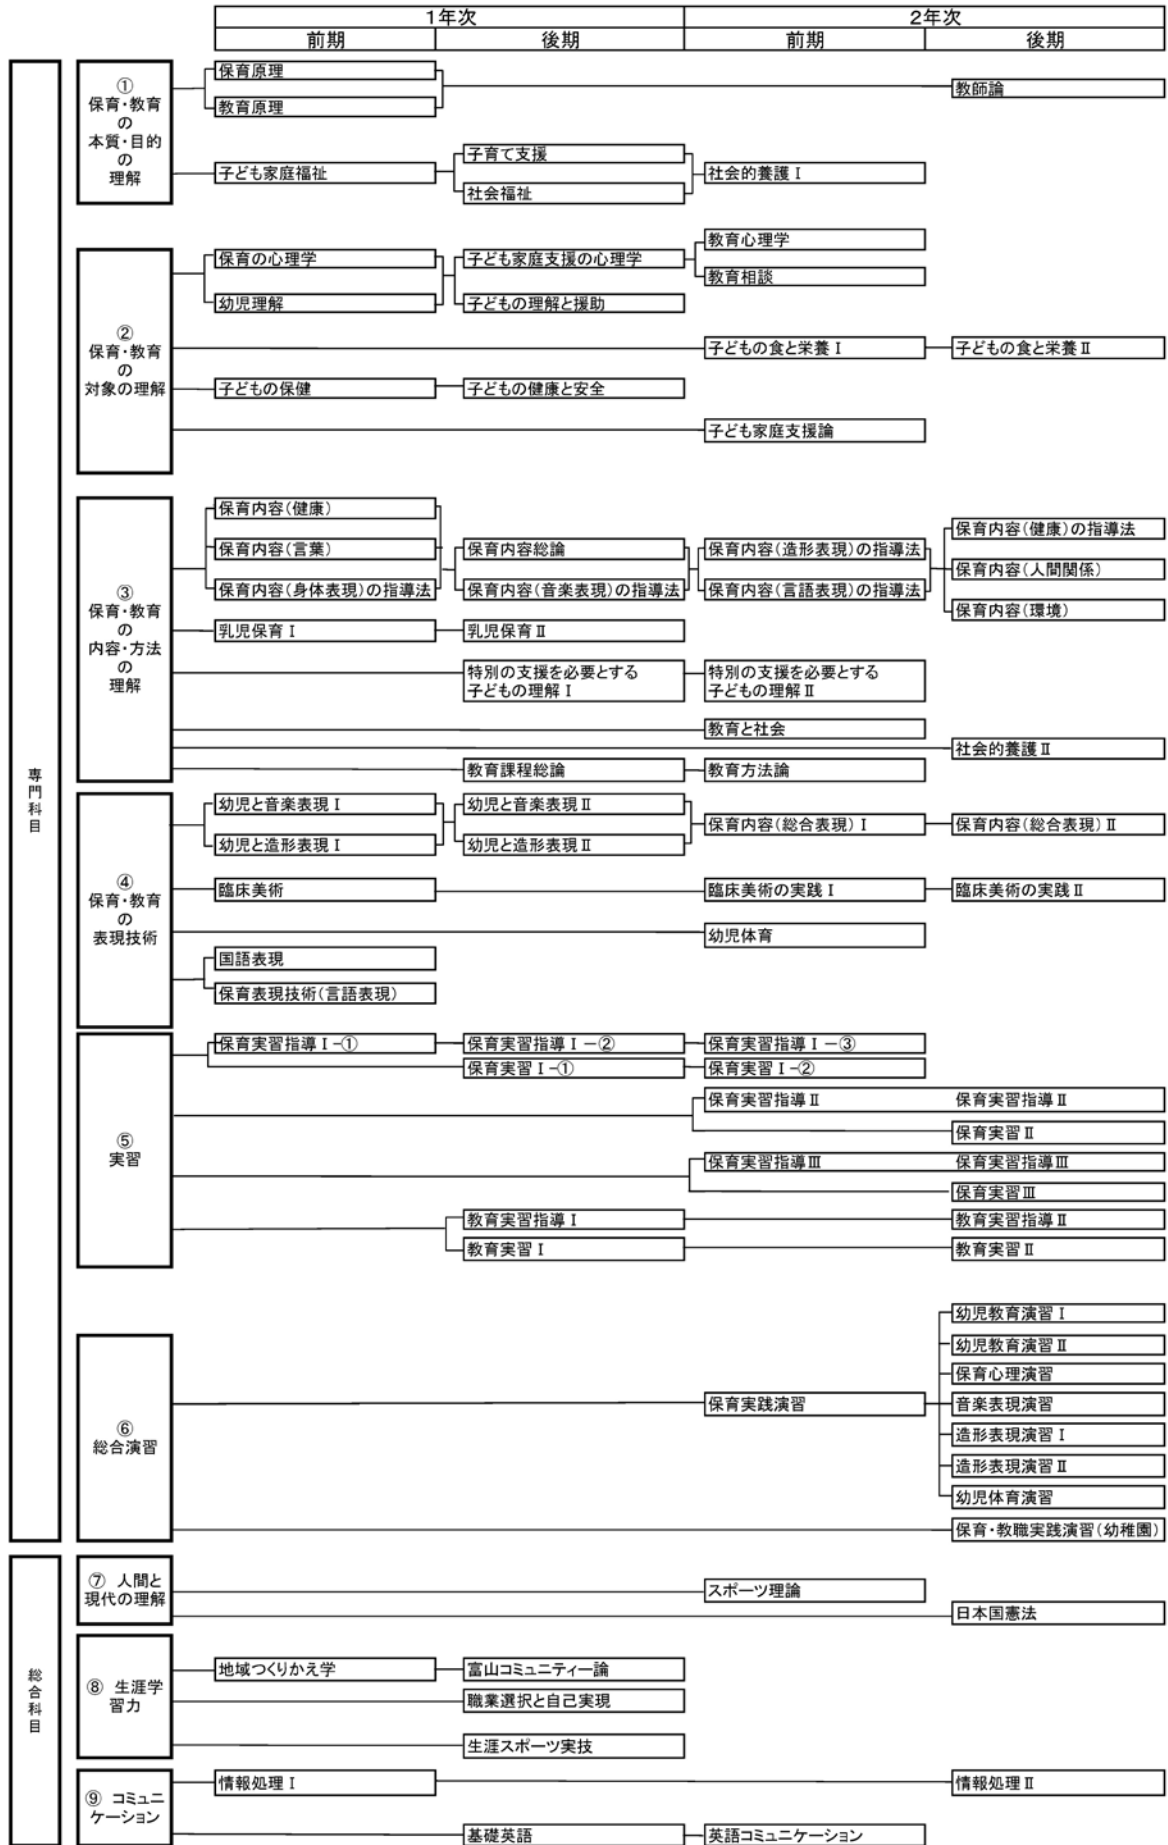 1年次
2年次
前期
後期
前期
後期
専門科目
①
保育・教育
の
本質・目的
の
理解
保育原理
教育原理
教師論
子ども家庭福祉
子育て支援
社会福祉
社会的養護Ⅰ
②
保育・教育
の
対象の理解
保育の心理学
幼児理解
子ども家庭支援の心理学
子どもの理解と援助
教育心理学
教育相談
子どもの食と栄養Ⅰ
子どもの食と栄養Ⅱ
子どもの保健
子どもの健康と安全
子ども家庭支援論
③
保育・教育
の
内容・方法
の
理解
保育内容(健康)
保育内容(言葉)
保育内容(身体表現)の指導法
保育内容総論
保育内容(音楽表現)の指導法
保育内容(造形表現)の指導法
保育内容(言語表現)の指導法
保育内容(健康)の指導法
保育内容(人間関係)
保育内容(環境)
乳児保育Ⅰ
乳児保育Ⅱ
特別の支援を必要とする
子どもの理解Ⅰ
特別の支援を必要とする
子どもの理解Ⅱ
教育と社会
社会的養護Ⅱ
教育課程総論
教育方法論
④
保育・教育
の
表現技術
幼児と音楽表現Ⅰ
幼児と造形表現Ⅰ
幼児と音楽表現Ⅱ
幼児と造形表現Ⅱ
保育内容(総合表現)Ⅰ
保育内容(総合表現)Ⅱ
臨床美術
臨床美術の実践Ⅰ
臨床美術の実践Ⅱ
幼児体育
国語表現
保育表現技術(言語表現)
⑤
実習
保育実習指導Ⅰ-①
保育実習指導Ⅰ－②
保育実習指導Ⅰ－③
保育実習Ⅰ-①
保育実習Ⅰ-②
保育実習指導Ⅱ
保育実習指導Ⅱ
保育実習Ⅱ
保育実習指導Ⅲ
保育実習指導Ⅲ
保育実習Ⅲ
教育実習指導Ⅰ
教育実習指導Ⅱ
教育実習Ⅰ
教育実習Ⅱ
⑥
総合演習
保育実践演習
幼児教育演習Ⅰ
幼児教育演習Ⅱ
保育心理演習
音楽表現演習
造形表現演習Ⅰ
造形表現演習Ⅱ
幼児体育演習
保育・教職実践演習(幼稚園)
総合科目
⑦ 人間と
現代の理解
スポーツ理論
日本国憲法
⑧ 生涯学
習力
地域つくりかえ学
富山コミュニティー論
職業選択と自己実現
生涯スポーツ実技
⑨ コミュニ
ケーション
情報処理Ⅰ
情報処理Ⅱ
基礎英語
英語コミュニケーション